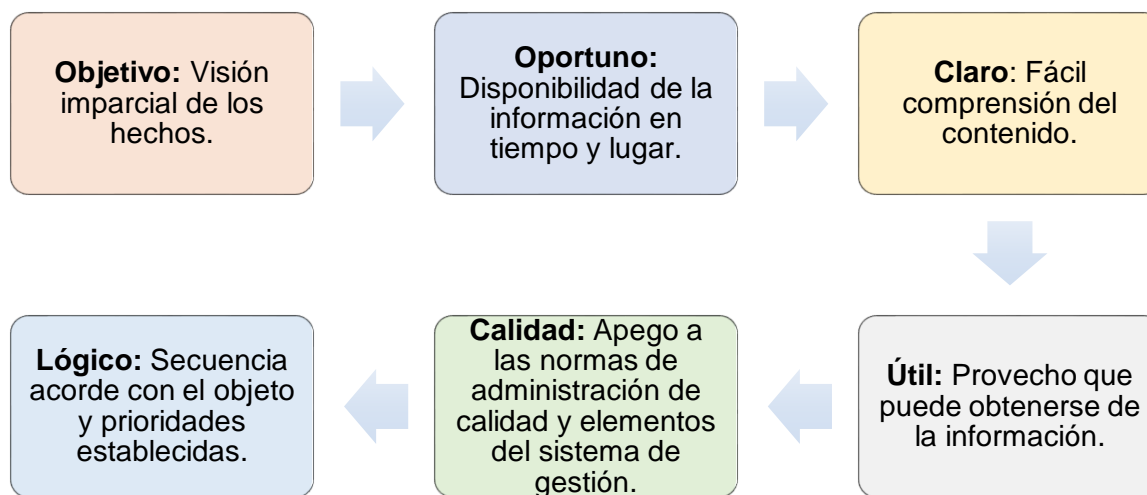 Objetivo: Visión
imparcial de los
hechos.
Oportuno:
Disponibilidad de la
información en
tiempo y lugar.
Claro: Fácil
comprensión del
contenido.
Útil: Provecho que
puede obtenerse de
la información.
Calidad: Apego a
las normas de
administración de
calidad y elementos
del sistema de
gestión.
Lógico: Secuencia
acorde con el objeto
y prioridades
establecidas.